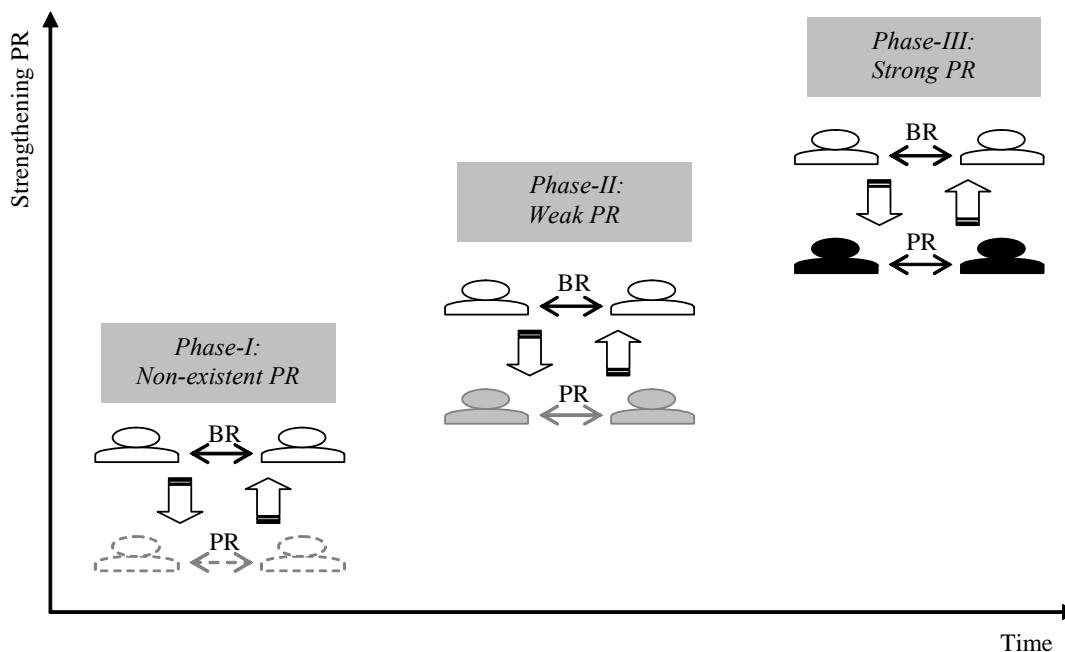 Strengthening PR
Phase-I:
Non-existent PR
BR
PR
Phase-II:
Weak PR
BR
PR
Phase-III:
Strong PR
BR
PR
Time